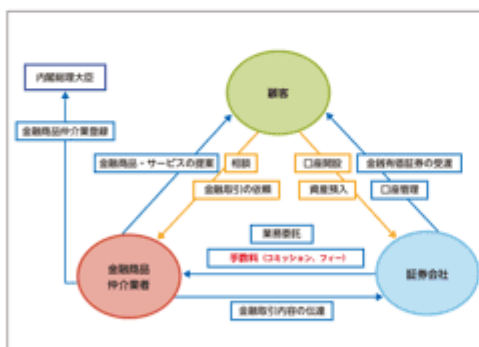 内閣総理大臣
顧客
金融商品仲介業登録
金融商品・サービスの提案
相談
口座開設
金銭有価証券の受渡
金融取引の依頼
資産預入
口座管理
業務委託
手数料（コミッション、フィー）
金融商品
仲介業者
証券会社
金融取引内容の伝達